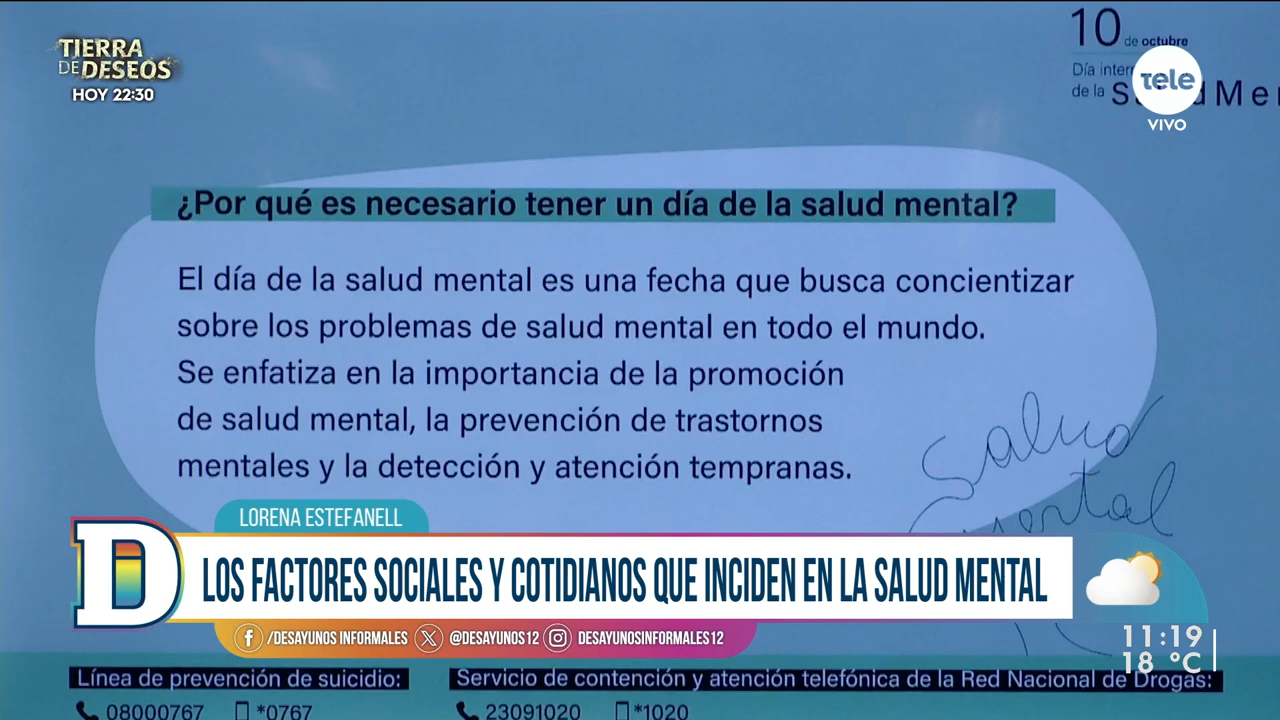 TIERRA
DE DESEOS
HOY 22:30
10 de octubre
Día inter
de la
tele
VIVO
¿Por qué es necesario tener un día de la salud mental?
El día de la salud mental es una fecha que busca concientizar
sobre los problemas de salud mental en todo el mundo.
Se enfatiza en la importancia de la promoción
de salud mental, la prevención de trastornos
mentales y la detección y atención tempranas.
Salud
mental
LORENA ESTEFANELL
D
LOS FACTORES SOCIALES Y COTIDIANOS QUE INCIDEN EN LA SALUD MENTAL
/DESAYUNOS INFORMALES
@DESAYUNOS12
DESAYUNOSINFORMALES12
11:19
18 °C
Línea de prevención de suicidio:
08000767 *0767
Servicio de contención y atención telefónica de la Red Nacional de Drogas:
23091020 *1020